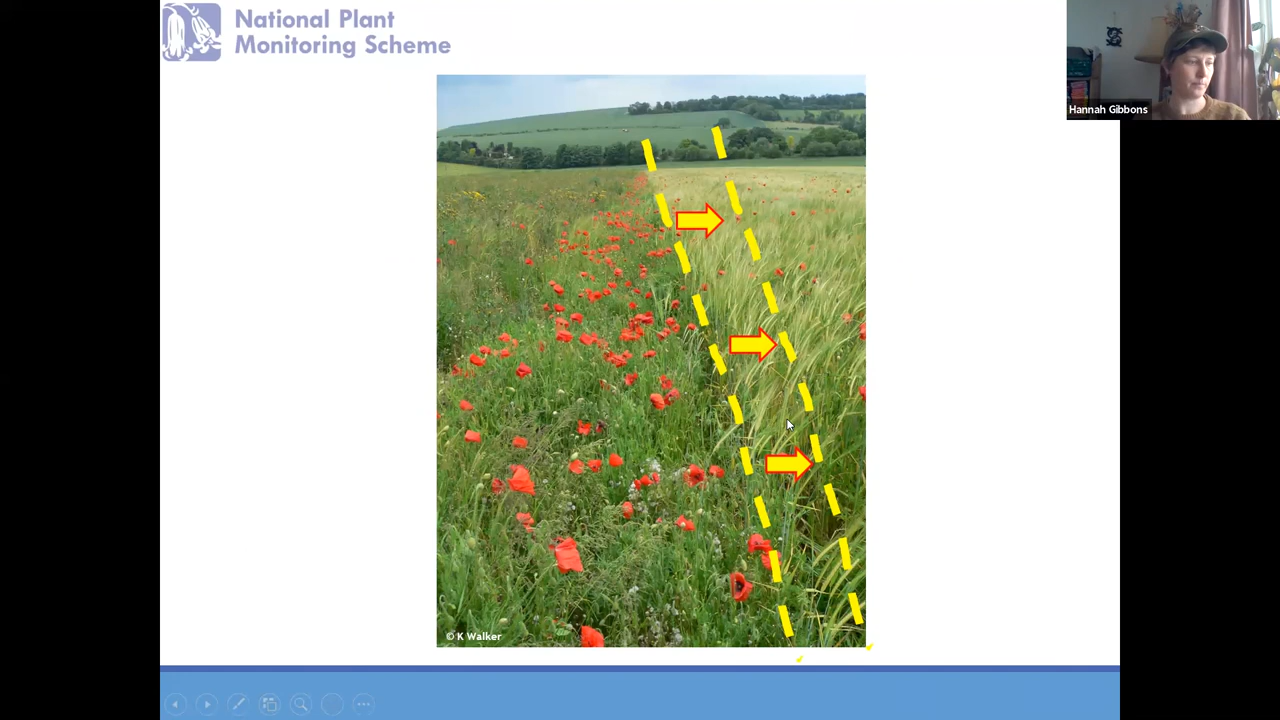 National Plant
Monitoring Scheme
Hannah Gibbons
© K Walker